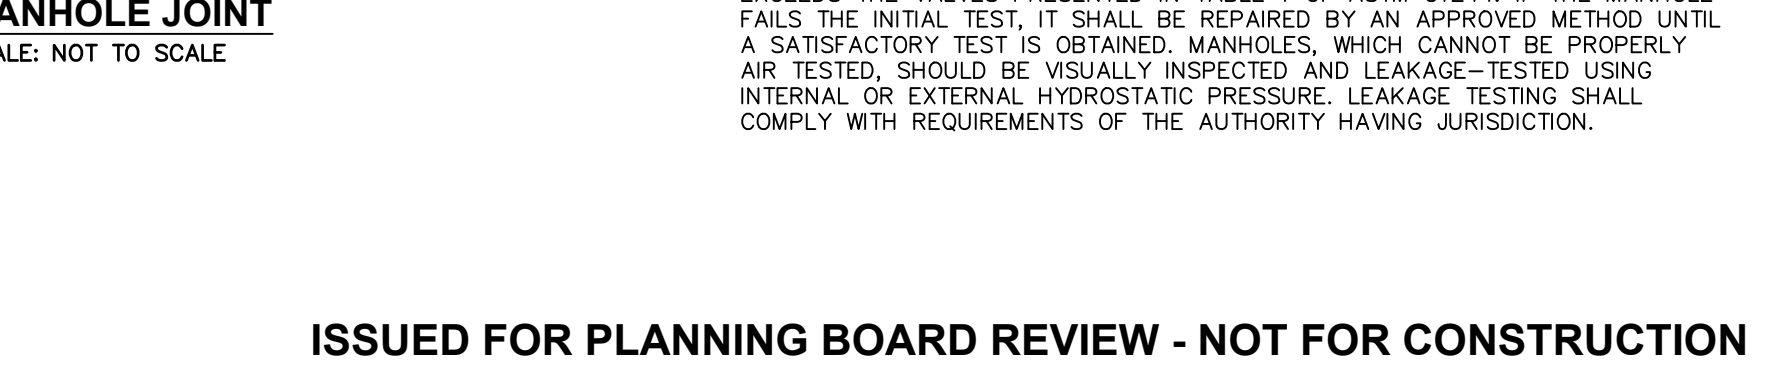 ANHOLE JOINT
ALE: NOT TO SCALE
FAILS THE INITIAL TEST, IT SHALL BE REPAIRED BY AN APPROVED METHOD UNTIL
A SATISFACTORY TEST IS OBTAINED. MANHOLES, WHICH CANNOT BE PROPERLY
AIR TESTED, SHOULD BE VISUALLY INSPECTED AND LEAKAGE–TESTED USING
INTERNAL OR EXTERNAL HYDROSTATIC PRESSURE. LEAKAGE TESTING SHALL
COMPLY WITH REQUIREMENTS OF THE AUTHORITY HAVING JURISDICTION.
ISSUED FOR PLANNING BOARD REVIEW - NOT FOR CONSTRUCTION